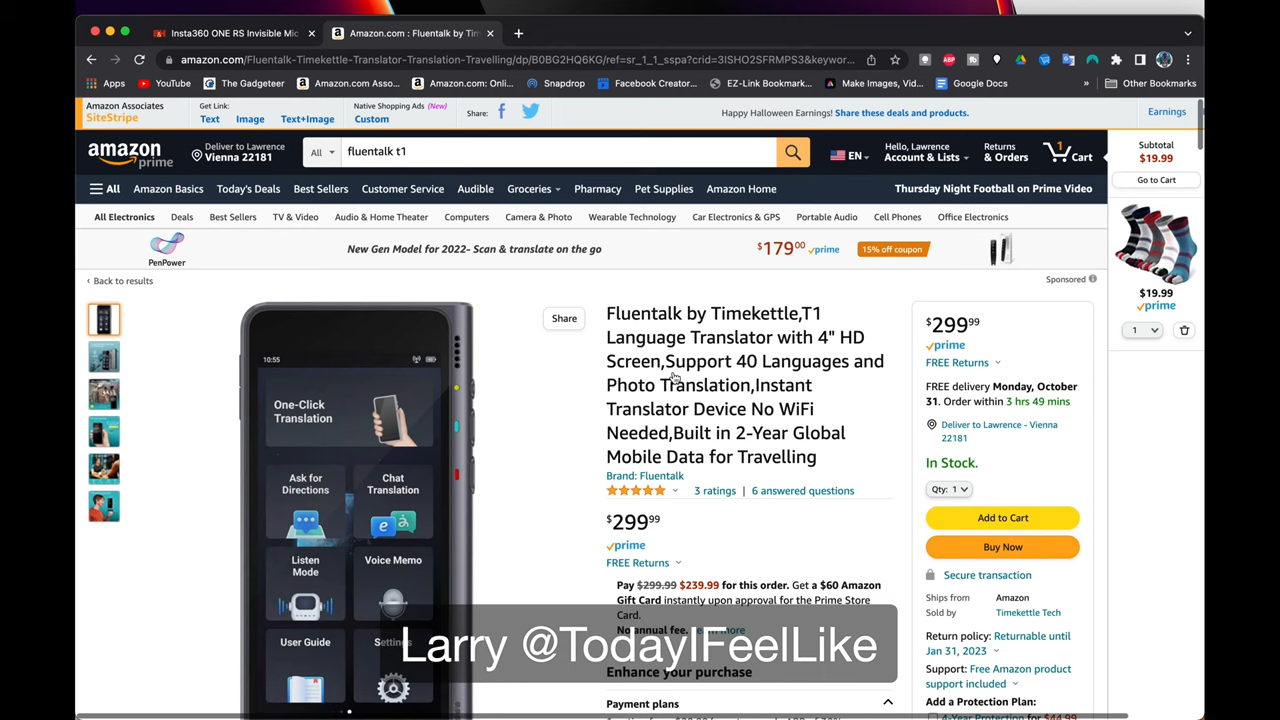 Insta360 ONE RS Invisible Mic
Amazon.com : Fluentalk by Tim
amazon.com/Fluentalk-Timekettle-Translator-Translation-Travelling/dp/B0BG2HQ6KG/ref=sr_1_1_sspa?crid=3ISHO2SFRMPS3&keywor...
Apps
YouTube
The Gadgeteer
Amazon.com Asso...
Amazon.com: Onli...
Snapdrop
Facebook Creator...
EZ-Link Bookmark...
Make Images, Vid...
Google Docs
»
Other Bookmarks
Amazon Associates
SiteStripe
Get Link:
Text
Image
Text+Image
Native Shopping Ads (New)
Custom
Share:
Happy Halloween Earnings! Share these deals and products.
Earnings
amazon
prime
Deliver to Lawrence
Vienna 22181
All
fluentalk t1
EN
Hello, Lawrence
Account & Lists
Returns
& Orders
1
Cart
Subtotal
$19.99
Go to Cart
All
Amazon Basics
Today's Deals
Best Sellers
Customer Service
Audible
Groceries
Pharmacy
Pet Supplies
Amazon Home
Thursday Night Football on Prime Video
All Electronics
Deals
Best Sellers
TV & Video
Audio & Home Theater
Computers
Camera & Photo
Wearable Technology
Car Electronics & GPS
Portable Audio
Cell Phones
Office Electronics
PenPower
New Gen Model for 2022- Scan & translate on the go
$179.00
prime
15% off coupon
‹ Back to results
Sponsored
$19.99
prime
1
Share
10:55
One-Click
Translation
Ask for
Directions
Chat
Translation
Listen
Mode
Voice Memo
User Guide
Settings
Fluentalk by Timekettle,T1
Language Translator with 4" HD
Screen,Support 40 Languages and
Photo Translation,Instant
Translator Device No WiFi
Needed,Built in 2-Year Global
Mobile Data for Travelling
Brand: Fluentalk
3 ratings | 6 answered questions
$299.99
prime
FREE Returns
Pay $299.99 $239.99 for this order. Get a $60 Amazon
Gift Card instantly upon approval for the Prime Store
Card.
No annual fee. Learn more
Enhance your purchase
Payment plans
Larry @TodayIFeelLike
$299.99
prime
FREE Returns
FREE delivery Monday, October
31. Order within 3 hrs 49 mins
Deliver to Lawrence - Vienna
22181
In Stock.
Qty: 1
Add to Cart
Buy Now
Secure transaction
Ships from Amazon
Sold by Timekettle Tech
Return policy: Returnable until
Jan 31, 2023
Support: Free Amazon product
support included
Add a Protection Plan:
4-Year Protection for $44.99